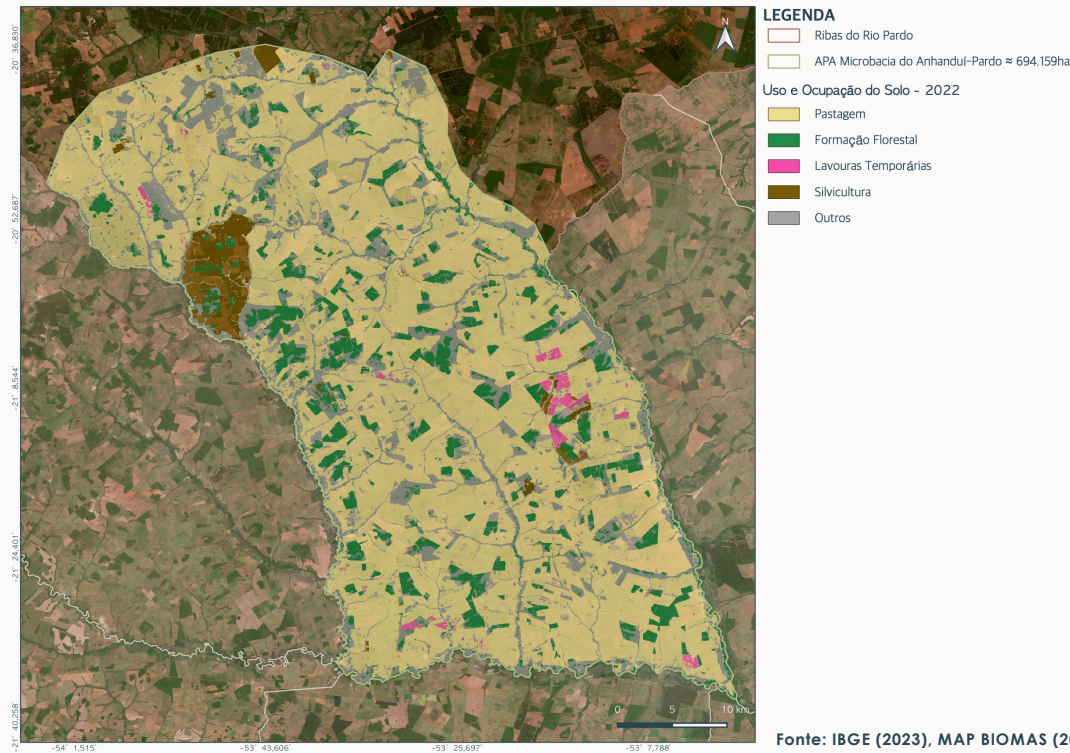 LEGENDA
Ribas do Rio Pardo
APA Microbacia do Anhanduí-Pardo ≈ 694.159ha
Uso e Ocupação do Solo - 2022
Pastagem
Formação Florestal
Lavouras Temporárias
Silvicultura
Outros
N
-20° 36,830'
-20° 52,687'
-21° 8,544'
-21° 24,401'
-21° 40,258'
0 5 10 km
-54° 1,515' -53° 43,606' -53° 25,697' -53° 7,788'
Fonte: IBGE (2023), MAP BIOMAS (20